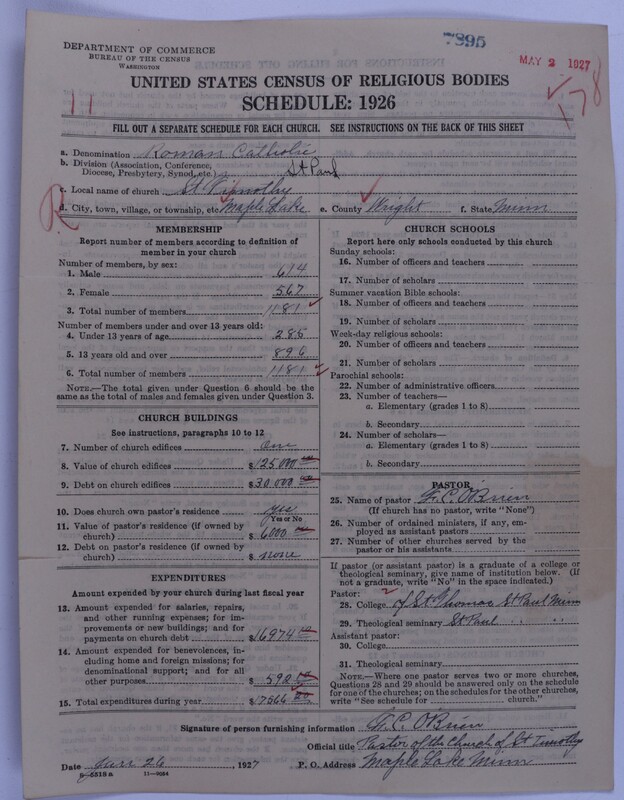 7895
MAY 2 1927
178
11
DEPARTMENT OF COMMERCE
BUREAU OF THE CENSUS
WASHINGTON
UNITED STATES CENSUS OF RELIGIOUS BODIES
SCHEDULE: 1926
FILL OUT A SEPARATE SCHEDULE FOR EACH CHURCH. SEE INSTRUCTIONS ON THE BACK OF THIS SHEET
a. Denomination Roman Catholic
b. Division (Association, Conference,
Diocese, Presbytery, Synod, etc.) St Paul
c. Local name of church St Timothy
d. City, town, village, or township, etc. Maple Lake e. County Wright f. State Minn
R
MEMBERSHIP
Report number of members according to definition of
member in your church
Number of members, by sex:
1. Male 614
2. Female 567
3. Total number of members 1181
Number of members under and over 13 years old:
4. Under 13 years of age 285
5. 13 years old and over 896
6. Total number of members 1181
NOTE.—The total given under Question 6 should be
same as the total of males and females given under Question 3.
CHURCH BUILDINGS
See instructions, paragraphs 10 to 12
7. Number of church edifices one
8. Value of church edifices $125000
9. Debt on church edifices $30000
10. Does church own pastor's residence yes
Yes or No
11. Value of pastor's residence (if owned by
church) $6000
12. Debt on pastor's residence (if owned by
church) $none
EXPENDITURES
Amount expended by your church during last fiscal year
13. Amount expended for salaries, repairs,
and other running expenses; for im-
provements or new buildings; and for
payments on church debt $16974
14. Amount expended for benevolences, in-
cluding home and foreign missions; for
denominational support; and for all
other purposes $592
15. Total expenditures during year $17566
CHURCH SCHOOLS
Report here only schools conducted by this church
Sunday schools:
16. Number of officers and teachers
17. Number of scholars
Summer vacation Bible schools:
18. Number of officers and teachers
19. Number of scholars
Week-day religious schools:
20. Number of officers and teachers
21. Number of scholars
Parochial schools:
22. Number of administrative officers
23. Number of teachers—
a. Elementary (grades 1 to 8)
b. Secondary
24. Number of scholars—
a. Elementary (grades 1 to 8)
b. Secondary
PASTOR
25. Name of pastor F. C. O'Brien
(If church has no pastor, write "None")
26. Number of ordained ministers, if any, em-
ployed as assistant pastors
27. Number of other churches served by the
pastor or his assistants
If pastor (or assistant pastor) is a graduate of a college or
theological seminary, give name of institution below. (If
not a graduate, write "No" in the space indicated.)
Pastor:
28. College of St Thomas St Paul Minn
29. Theological seminary St Paul " "
Assistant pastor:
30. College
31. Theological seminary
NOTE.—Where one pastor serves two or more churches,
Questions 28 and 29 should be answered only on the schedule
for one of the churches; on the schedules for the other churches,
write "See schedule for church."
Signature of person furnishing information F. C. O'Brien
Official title Pastor of the Church of St Timothy
Date 26, 1927 P. O. Address Maple Lake Minn
8-5518 a 11—9084